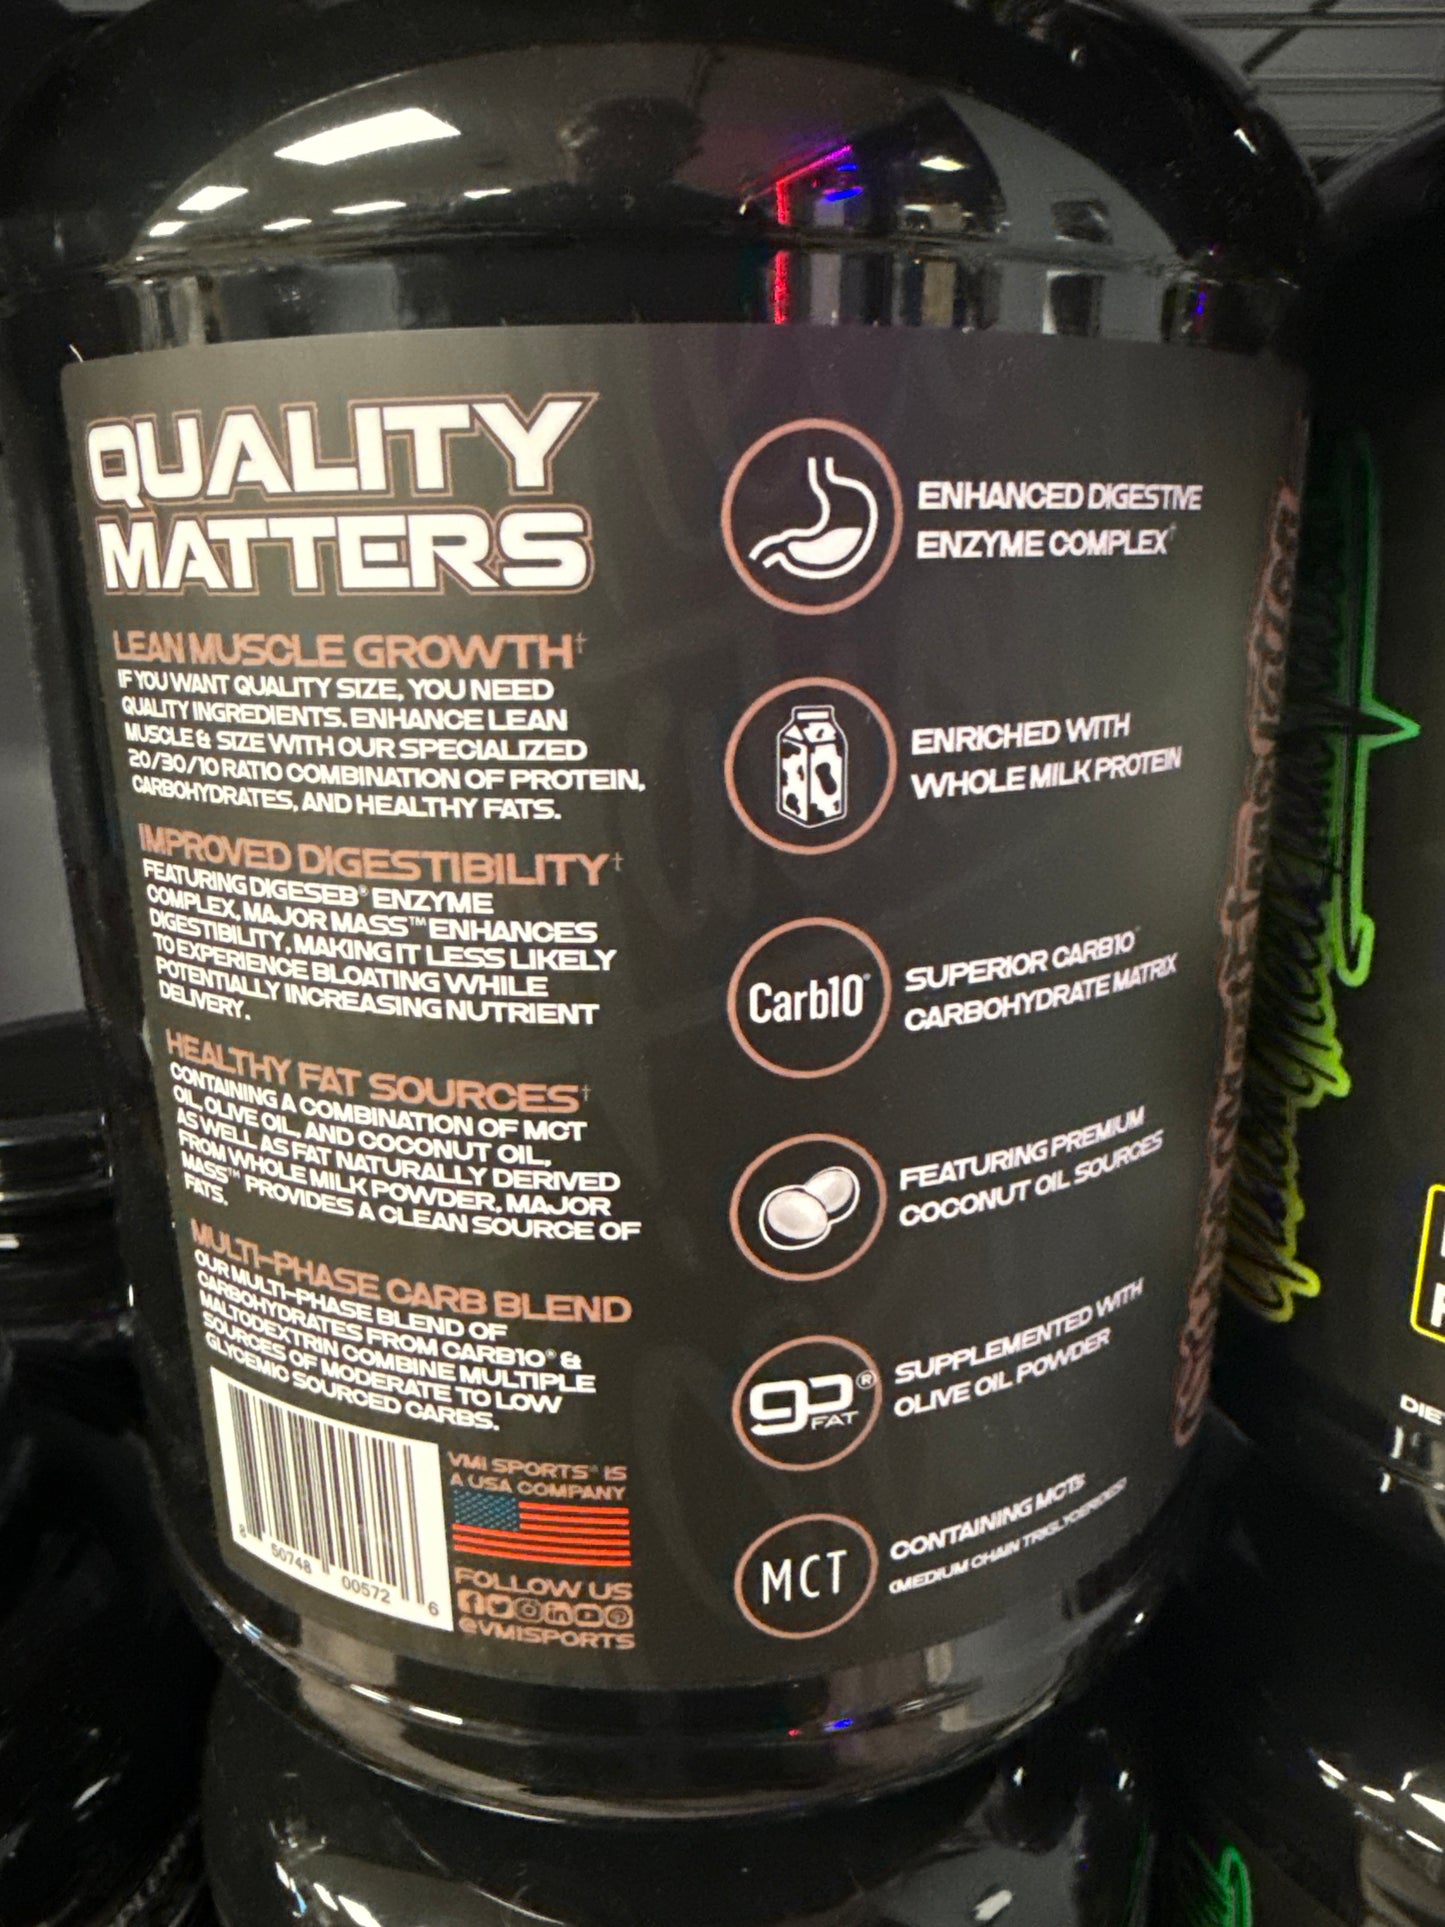 QUALITY
MATTERS
LEAN MUSCLE GROWTH†
IF YOU WANT QUALITY SIZE, YOU NEED
QUALITY INGREDIENTS. ENHANCE LEAN
MUSCLE & SIZE WITH OUR SPECIALIZED
20/30/10 RATIO COMBINATION OF PROTEIN,
CARBOHYDRATES, AND HEALTHY FATS.
IMPROVED DIGESTIBILITY†
FEATURING DIGESEB® ENZYME
COMPLEX, MAJOR MASS™ ENHANCES
DIGESTIBILITY, MAKING IT LESS LIKELY
TO EXPERIENCE BLOATING WHILE
POTENTIALLY INCREASING NUTRIENT
DELIVERY.
HEALTHY FAT SOURCES†
CONTAINING A COMBINATION OF MCT
OIL, OLIVE OIL, AND COCONUT OIL,
AS WELL AS FAT NATURALLY DERIVED
FROM WHOLE MILK POWDER, MAJOR
MASS™ PROVIDES A CLEAN SOURCE OF
FATS.
MULTI-PHASE CARB BLEND
OUR MULTI-PHASE BLEND OF
CARBOHYDRATES FROM CARB10® &
MALTODEXTRIN COMBINE MULTIPLE
SOURCES OF MODERATE TO LOW
GLYCEMIC SOURCED CARBS.
8 50748 00572 6
VMI SPORTS® IS
A USA COMPANY
FOLLOW US
@VMISPORTS
ENHANCED DIGESTIVE
ENZYME COMPLEX†
ENRICHED WITH
WHOLE MILK PROTEIN
Carb10®
SUPERIOR CARB10®
CARBOHYDRATE MATRIX
FEATURING PREMIUM
COCONUT OIL SOURCES
go®
FAT
SUPPLEMENTED WITH
OLIVE OIL POWDER
MCT
CONTAINING MCTs
(MEDIUM CHAIN TRIGLYCERIDES)
DIE